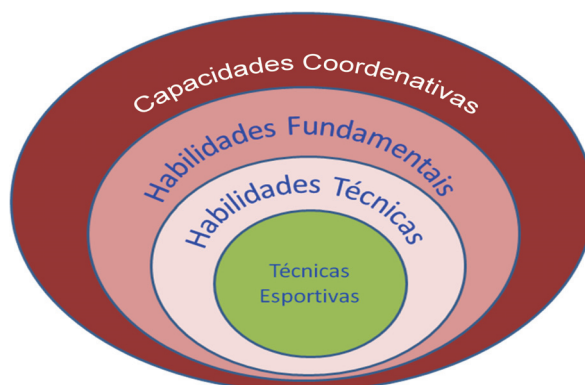 Capacidades Coordenativas
Habilidades Fundamentais
Habilidades Técnicas
Técnicas
Esportivas